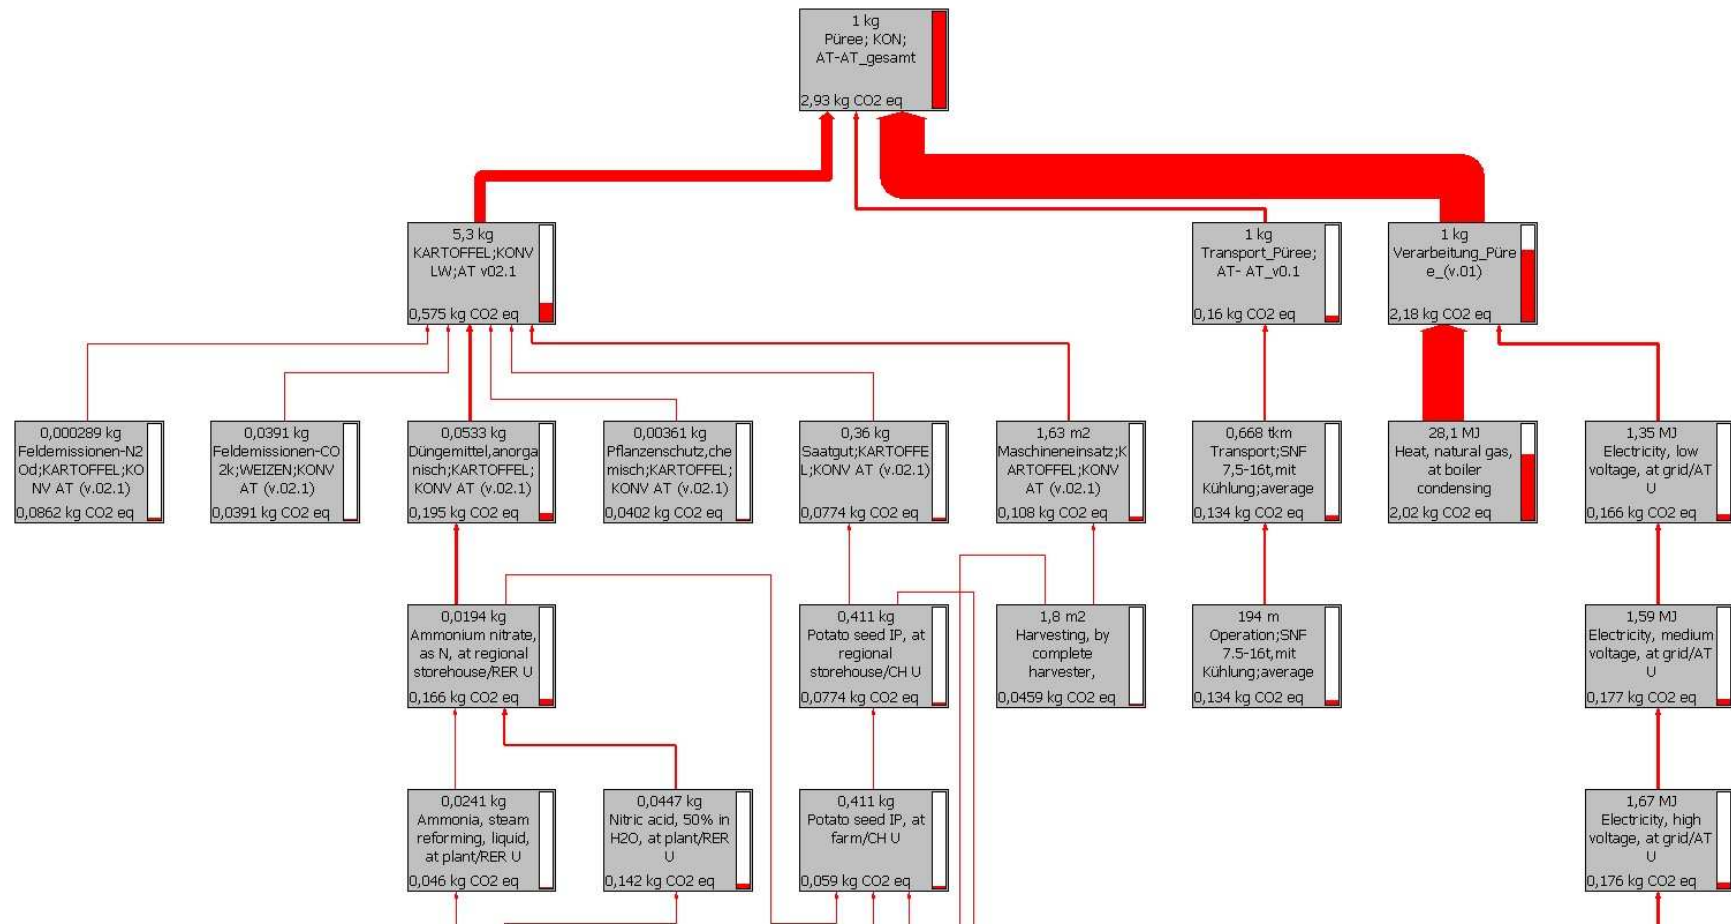 1 kg
Püree; KON;
AT-AT_gesamt
2,93 kg CO2 eq
5,3 kg
KARTOFFEL;KONV
LW;AT v02.1
0,575 kg CO2 eq
1 kg
Transport_Püree;
AT- AT_v0.1
0,16 kg CO2 eq
1 kg
Verarbeitung_Püre
e_(v.01)
2,18 kg CO2 eq
0,000289 kg
Feldemissionen-N2
Od;KARTOFFEL;KO
NV AT (v.02.1)
0,0862 kg CO2 eq
0,0391 kg
Feldemissionen-CO
2k;WEIZEN;KONV
AT (v.02.1)
0,0391 kg CO2 eq
0,0533 kg
Düngemittel,anorga
nisch;KARTOFFEL;
KONV AT (v.02.1)
0,195 kg CO2 eq
0,00361 kg
Pflanzenschutz,che
misch;KARTOFFEL;
KONV AT (v.02.1)
0,0402 kg CO2 eq
0,36 kg
Saatgut;KARTOFFE
L;KONV AT (v.02.1)
0,0774 kg CO2 eq
1,63 m2
Maschineneinsatz;K
ARTOFFEL;KONV
AT (v.02.1)
0,108 kg CO2 eq
0,668 tkm
Transport;SNF
7,5-16t,mit
Kühlung;average
0,134 kg CO2 eq
28,1 MJ
Heat, natural gas,
at boiler
condensing
2,02 kg CO2 eq
1,35 MJ
Electricity, low
voltage, at grid/AT
U
0,166 kg CO2 eq
0,0194 kg
Ammonium nitrate,
as N, at regional
storehouse/RER U
0,166 kg CO2 eq
0,411 kg
Potato seed IP, at
regional
storehouse/CH U
0,0774 kg CO2 eq
1,8 m2
Harvesting, by
complete
harvester,
0,0459 kg CO2 eq
194 m
Operation;SNF
7.5-16t,mit
Kühlung;average
0,134 kg CO2 eq
1,59 MJ
Electricity, medium
voltage, at grid/AT
U
0,177 kg CO2 eq
0,0241 kg
Ammonia, steam
reforming, liquid,
at plant/RER U
0,046 kg CO2 eq
0,0447 kg
Nitric acid, 50% in
H2O, at plant/RER
U
0,142 kg CO2 eq
0,411 kg
Potato seed IP, at
farm/CH U
0,059 kg CO2 eq
1,67 MJ
Electricity, high
voltage, at grid/AT
U
0,176 kg CO2 eq